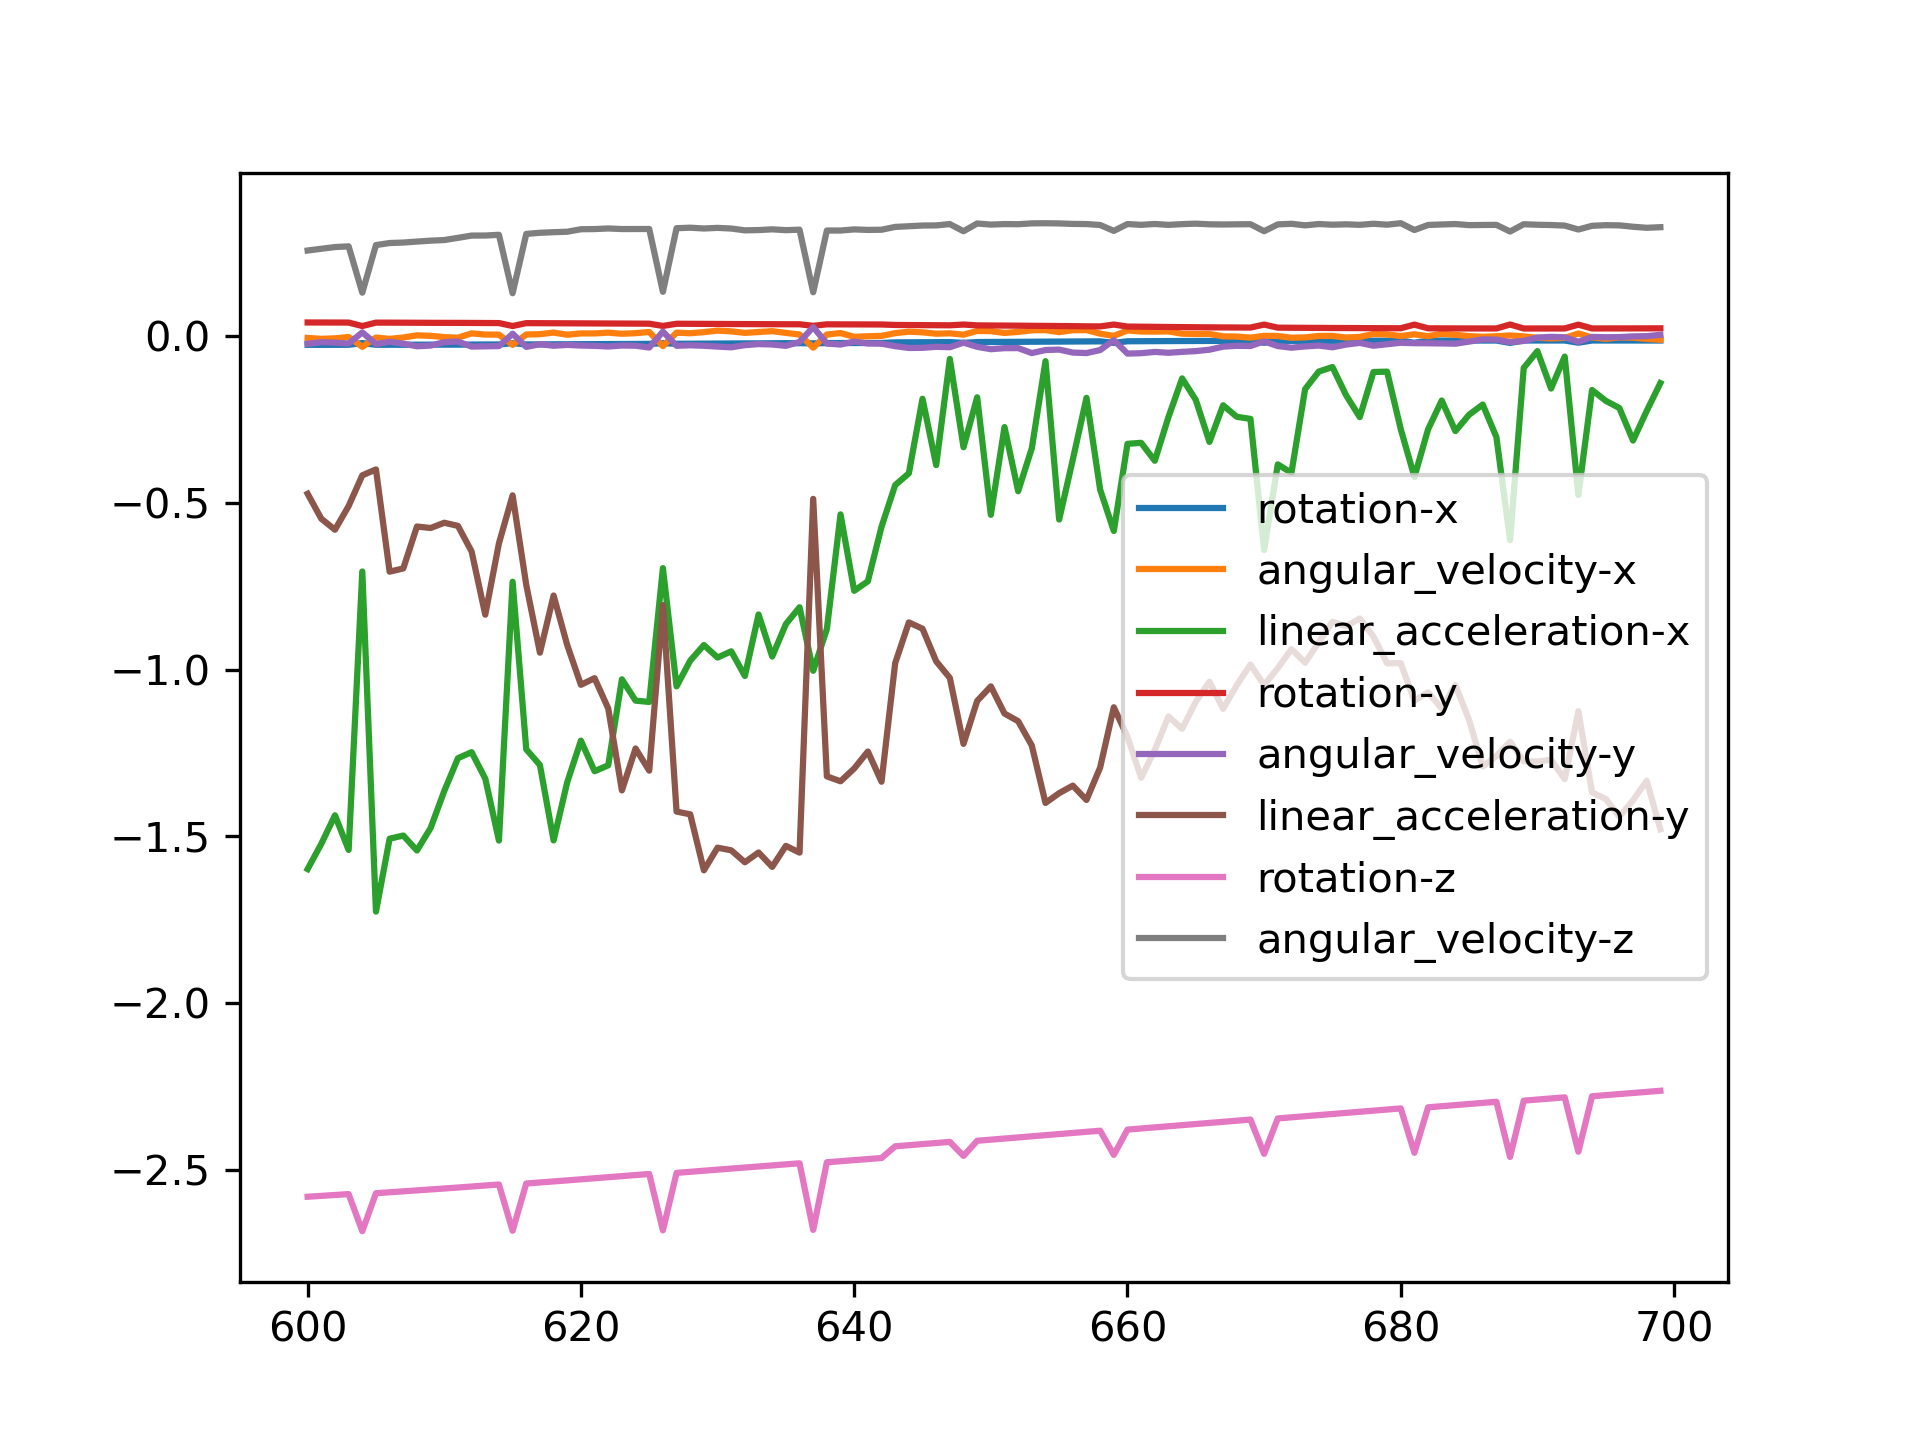 0.0
−0.5
−1.0
−1.5
−2.0
−2.5
600
620
640
660
680
700
rotation-x
angular_velocity-x
linear_acceleration-x
rotation-y
angular_velocity-y
linear_acceleration-y
rotation-z
angular_velocity-z